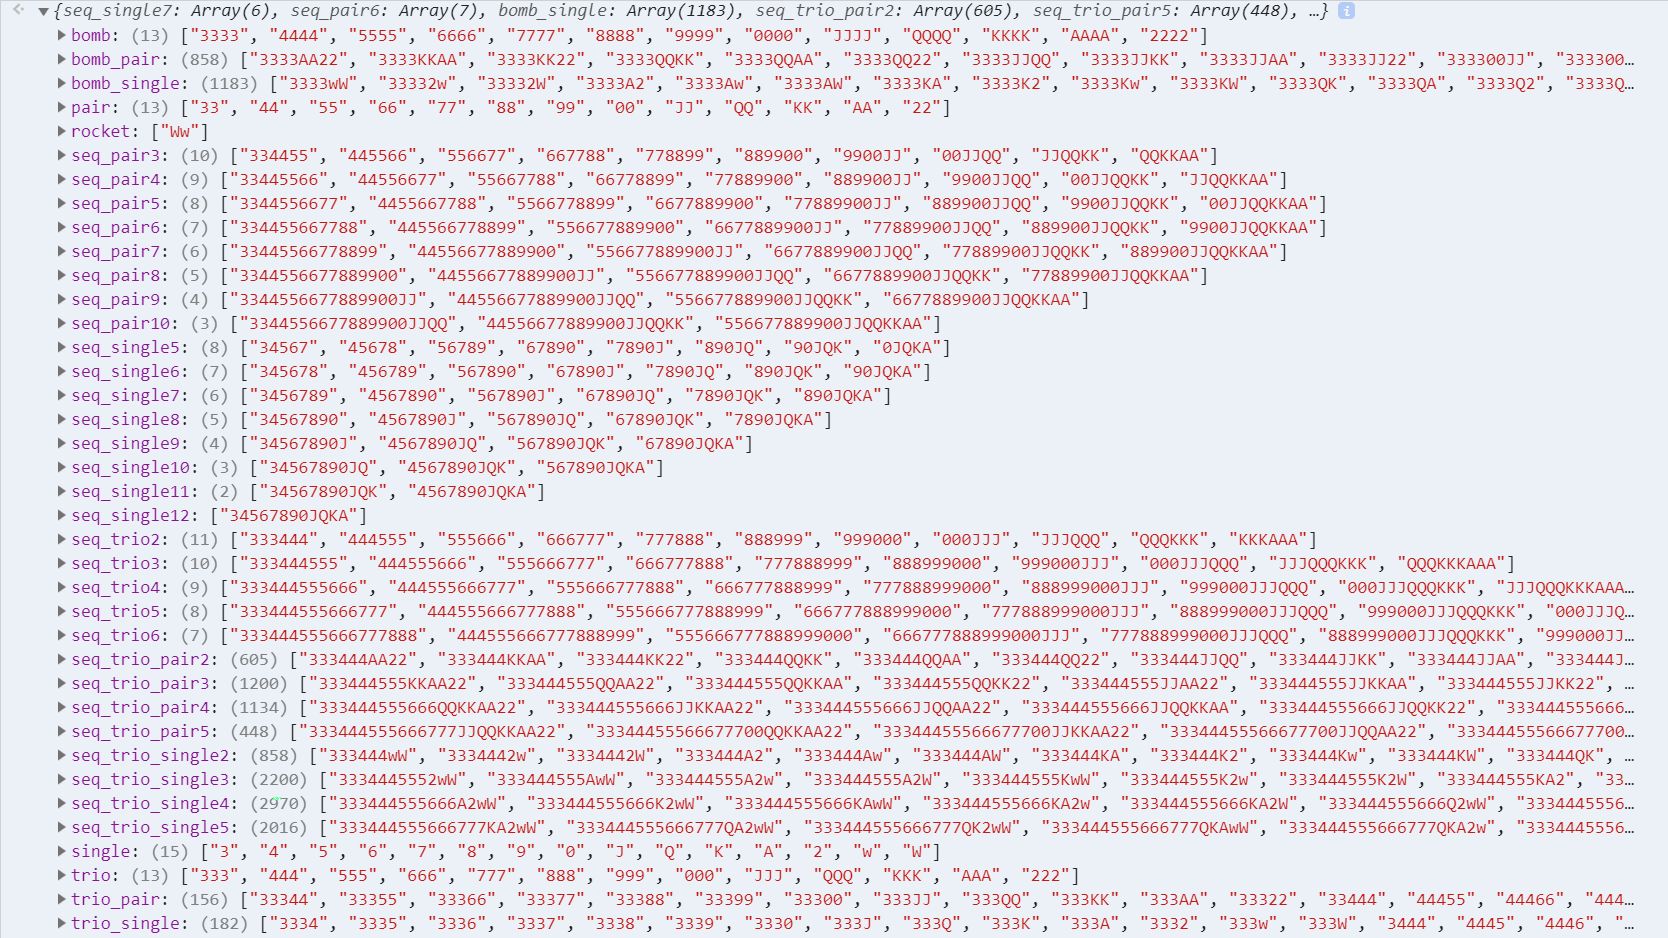 {seq_single7: Array(6), seq_pair6: Array(7), bomb_single: Array(1183), seq_trio_pair2: Array(605), seq_trio_pair5: Array(448), …} i
bomb: (13) ["3333", "4444", "5555", "6666", "7777", "8888", "9999", "0000", "JJJJ", "QQQQ", "KKKK", "AAAA", "2222"]
bomb_pair: (858) ["3333AA22", "3333KKAA", "3333KK22", "3333QQKK", "3333QQAA", "3333QQ22", "3333JJQQ", "3333JJKK", "3333JJAA", "3333JJ22", "333300JJ", "333300…
bomb_single: (1183) ["3333wW", "33332w", "33332W", "3333A2", "3333Aw", "3333AW", "3333KA", "3333K2", "3333Kw", "3333KW", "3333QK", "3333QA", "3333Q2", "3333Q…
pair: (13) ["33", "44", "55", "66", "77", "88", "99", "00", "JJ", "QQ", "KK", "AA", "22"]
rocket: ["Ww"]
seq_pair3: (10) ["334455", "445566", "556677", "667788", "778899", "889900", "9900JJ", "00JJQQ", "JJQQKK", "QQKKAA"]
seq_pair4: (9) ["33445566", "44556677", "55667788", "66778899", "77889900", "889900JJ", "9900JJQQ", "00JJQQKK", "JJQQKKAA"]
seq_pair5: (8) ["3344556677", "4455667788", "5566778899", "6677889900", "77889900JJ", "889900JJQQ", "9900JJQQKK", "00JJQQKKAA"]
seq_pair6: (7) ["334455667788", "445566778899", "556677889900", "6677889900JJ", "77889900JJQQ", "889900JJQQKK", "9900JJQQKKAA"]
seq_pair7: (6) ["33445566778899", "44556677889900", "556677889900JJ", "6677889900JJQQ", "77889900JJQQKK", "889900JJQQKKAA"]
seq_pair8: (5) ["3344556677889900", "44556677889900JJ", "556677889900JJQQ", "6677889900JJQQKK", "77889900JJQQKKAA"]
seq_pair9: (4) ["3344556677889900JJ", "44556677889900JJQQ", "556677889900JJQQKK", "6677889900JJQQKKAA"]
seq_pair10: (3) ["3344556677889900JJQQ", "44556677889900JJQQKK", "556677889900JJQQKKAA"]
seq_single5: (8) ["34567", "45678", "56789", "67890", "7890J", "890JQ", "90JQK", "0JQKA"]
seq_single6: (7) ["345678", "456789", "567890", "67890J", "7890JQ", "890JQK", "90JQKA"]
seq_single7: (6) ["3456789", "4567890", "567890J", "67890JQ", "7890JQK", "890JQKA"]
seq_single8: (5) ["34567890", "4567890J", "567890JQ", "67890JQK", "7890JQKA"]
seq_single9: (4) ["34567890J", "4567890JQ", "567890JQK", "67890JQKA"]
seq_single10: (3) ["34567890JQ", "4567890JQK", "567890JQKA"]
seq_single11: (2) ["34567890JQK", "4567890JQKA"]
seq_single12: ["34567890JQKA"]
seq_trio2: (11) ["333444", "444555", "555666", "666777", "777888", "888999", "999000", "000JJJ", "JJJQQQ", "QQQKKK", "KKKAAA"]
seq_trio3: (10) ["333444555", "444555666", "555666777", "666777888", "777888999", "888999000", "999000JJJ", "000JJJQQQ", "JJJQQQKKK", "QQQKKKAAA"]
seq_trio4: (9) ["333444555666", "444555666777", "555666777888", "666777888999", "777888999000", "888999000JJJ", "999000JJJQQQ", "000JJJQQQKKK", "JJJQQQKKKAAA…
seq_trio5: (8) ["333444555666777", "444555666777888", "555666777888999", "666777888999000", "777888999000JJJ", "888999000JJJQQQ", "999000JJJQQQKKK", "000JJJQ…
seq_trio6: (7) ["333444555666777888", "444555666777888999", "555666777888999000", "666777888999000JJJ", "777888999000JJJQQQ", "888999000JJJQQQKKK", "999000JJ…
seq_trio_pair2: (605) ["333444AA22", "333444KKAA", "333444KK22", "333444QQKK", "333444QQAA", "333444QQ22", "333444JJQQ", "333444JJKK", "333444JJAA", "333444J…
seq_trio_pair3: (1200) ["333444555KKAA22", "333444555QQAA22", "333444555QQKKAA", "333444555QQKK22", "333444555JJAA22", "333444555JJKKAA", "333444555JJKK22", …
seq_trio_pair4: (1134) ["333444555666QQKKAA22", "333444555666JJKKAA22", "333444555666JJQQAA22", "333444555666JJQQKKAA", "333444555666JJQQKK22", "333444555666…
seq_trio_pair5: (448) ["333444555666777JJQQKKAA22", "33344455566677700QQKKAA22", "33344455566677700JJKKAA22", "33344455566677700JJQQAA22", "33344455566677700…
seq_trio_single2: (858) ["333444wW", "3334442w", "3334442W", "333444A2", "333444Aw", "333444AW", "333444KA", "333444K2", "333444Kw", "333444KW", "333444QK", …
seq_trio_single3: (2200) ["3334445552wW", "333444555AwW", "333444555A2w", "333444555A2W", "333444555KwW", "333444555K2w", "333444555K2W", "333444555KA2", "33…
seq_trio_single4: (2970) ["333444555666A2wW", "333444555666K2wW", "333444555666KAwW", "333444555666KA2w", "333444555666KA2W", "333444555666Q2wW", "3334445556…
seq_trio_single5: (2016) ["333444555666777KA2wW", "333444555666777QA2wW", "333444555666777QK2wW", "333444555666777QKAwW", "333444555666777QKA2w", "3334445556…
single: (15) ["3", "4", "5", "6", "7", "8", "9", "0", "J", "Q", "K", "A", "2", "w", "W"]
trio: (13) ["333", "444", "555", "666", "777", "888", "999", "000", "JJJ", "QQQ", "KKK", "AAA", "222"]
trio_pair: (156) ["33344", "33355", "33366", "33377", "33388", "33399", "33300", "333JJ", "333QQ", "333KK", "333AA", "33322", "33444", "44455", "44466", "444…
trio_single: (182) ["3334", "3335", "3336", "3337", "3338", "3339", "3330", "333J", "333Q", "333K", "333A", "3332", "333w", "333W", "3444", "4445", "4446", "…